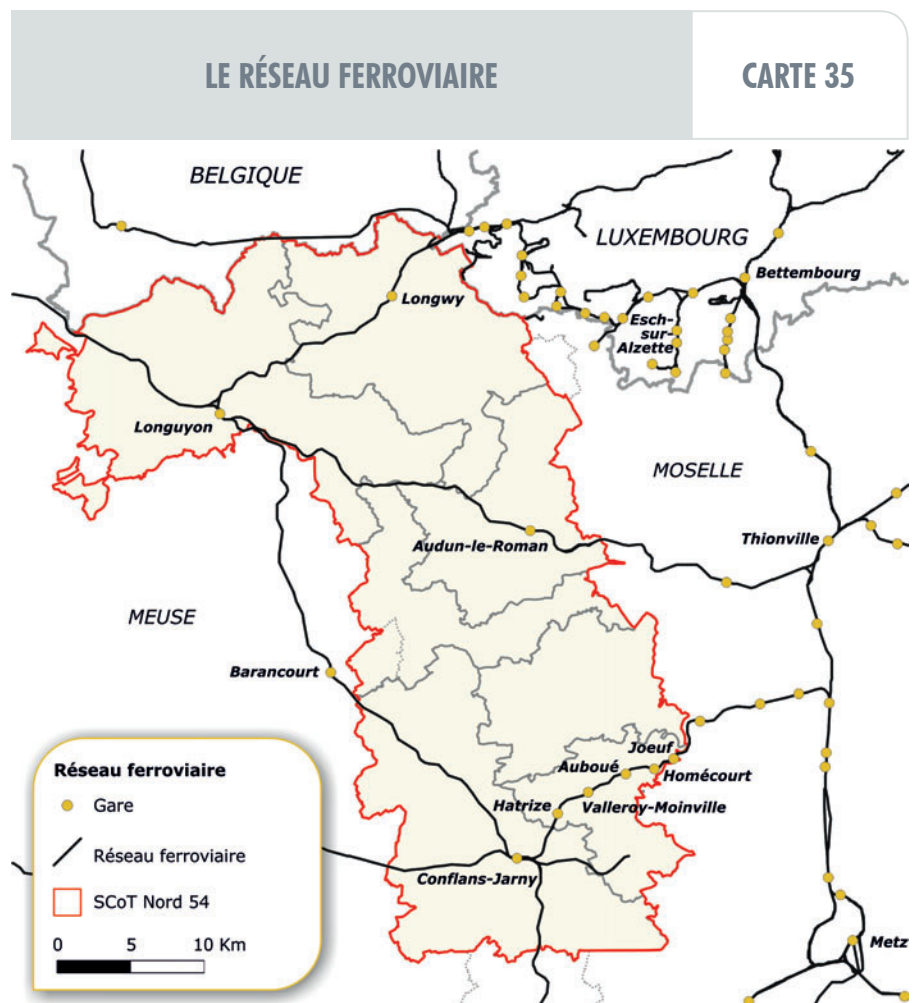 LE RÉSEAU FERROVIAIRE
CARTE 35
BELGIQUE
LUXEMBOURG
Bettembourg
Longwy
Esch-
sur-
Alzette
Longuyon
MOSELLE
Audun-le-Roman
Thionville
MEUSE
Barancourt
Joeuf
Auboué
Homécourt
Hatrize
Valleroy-Moinville
Conflans-Jarny
Metz
Réseau ferroviaire
Gare
Réseau ferroviaire
SCoT Nord 54
0 5 10 Km